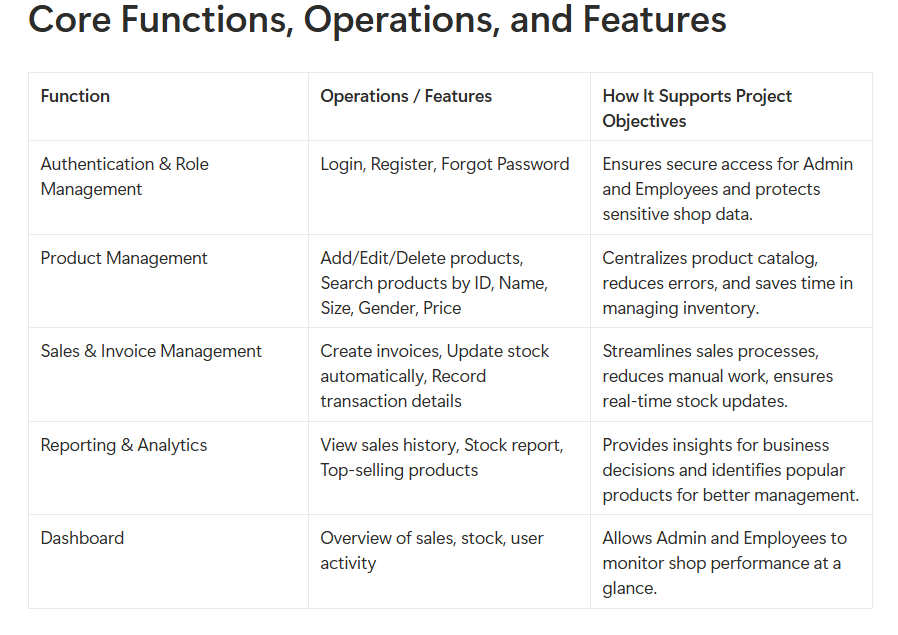 Core Functions, Operations, and Features
Function
Operations / Features
How It Supports Project
Objectives
Authentication & Role
Management
Login, Register, Forgot Password
Ensures secure access for Admin
and Employees and protects
sensitive shop data.
Product Management
Add/Edit/Delete products,
Search products by ID, Name,
Size, Gender, Price
Centralizes product catalog,
reduces errors, and saves time in
managing inventory.
Sales & Invoice Management
Create invoices, Update stock
automatically, Record
transaction details
Streamlines sales processes,
reduces manual work, ensures
real-time stock updates.
Reporting & Analytics
View sales history, Stock report,
Top-selling products
Provides insights for business
decisions and identifies popular
products for better management.
Dashboard
Overview of sales, stock, user
activity
Allows Admin and Employees to
monitor shop performance at a
glance.